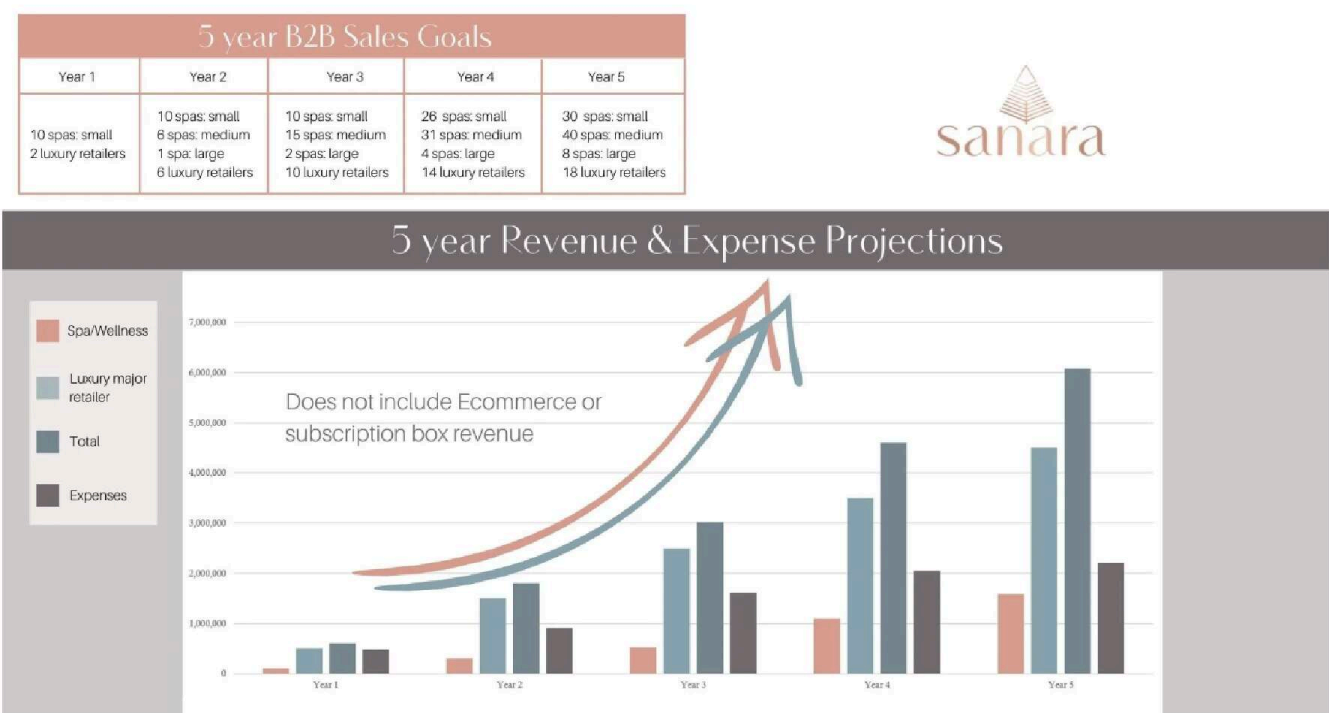 5 year B2B Sales Goals
Year 1
Year 2
Year 3
Year 4
Year 5
10 spas: small
2 luxury retailers
10 spas: small
6 spas: medium
1 spa: large
6 luxury retailers
10 spas: small
15 spas: medium
2 spas: large
10 luxury retailers
26 spas: small
31 spas: medium
4 spas: large
14 luxury retailers
30 spas: small
40 spas: medium
8 spas: large
18 luxury retailers
sanara
5 year Revenue & Expense Projections
Spa/Wellness
Luxury major
retailer
Total
Expenses
Does not include Ecommerce or
subscription box revenue
7,000,000
6,000,000
5,000,000
4,000,000
3,000,000
2,000,000
1,000,000
0
Year 1
Year 2
Year 3
Year 4
Year 5